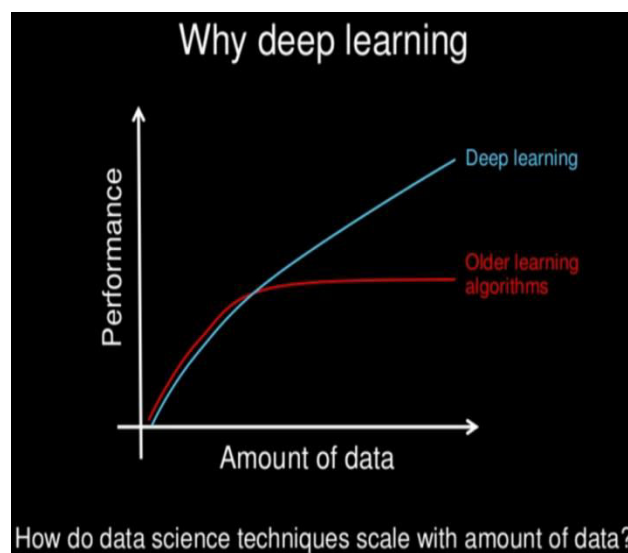 Why deep learning
Deep learning
Older learning
algorithms
Performance
Amount of data
How do data science techniques scale with amount of data?